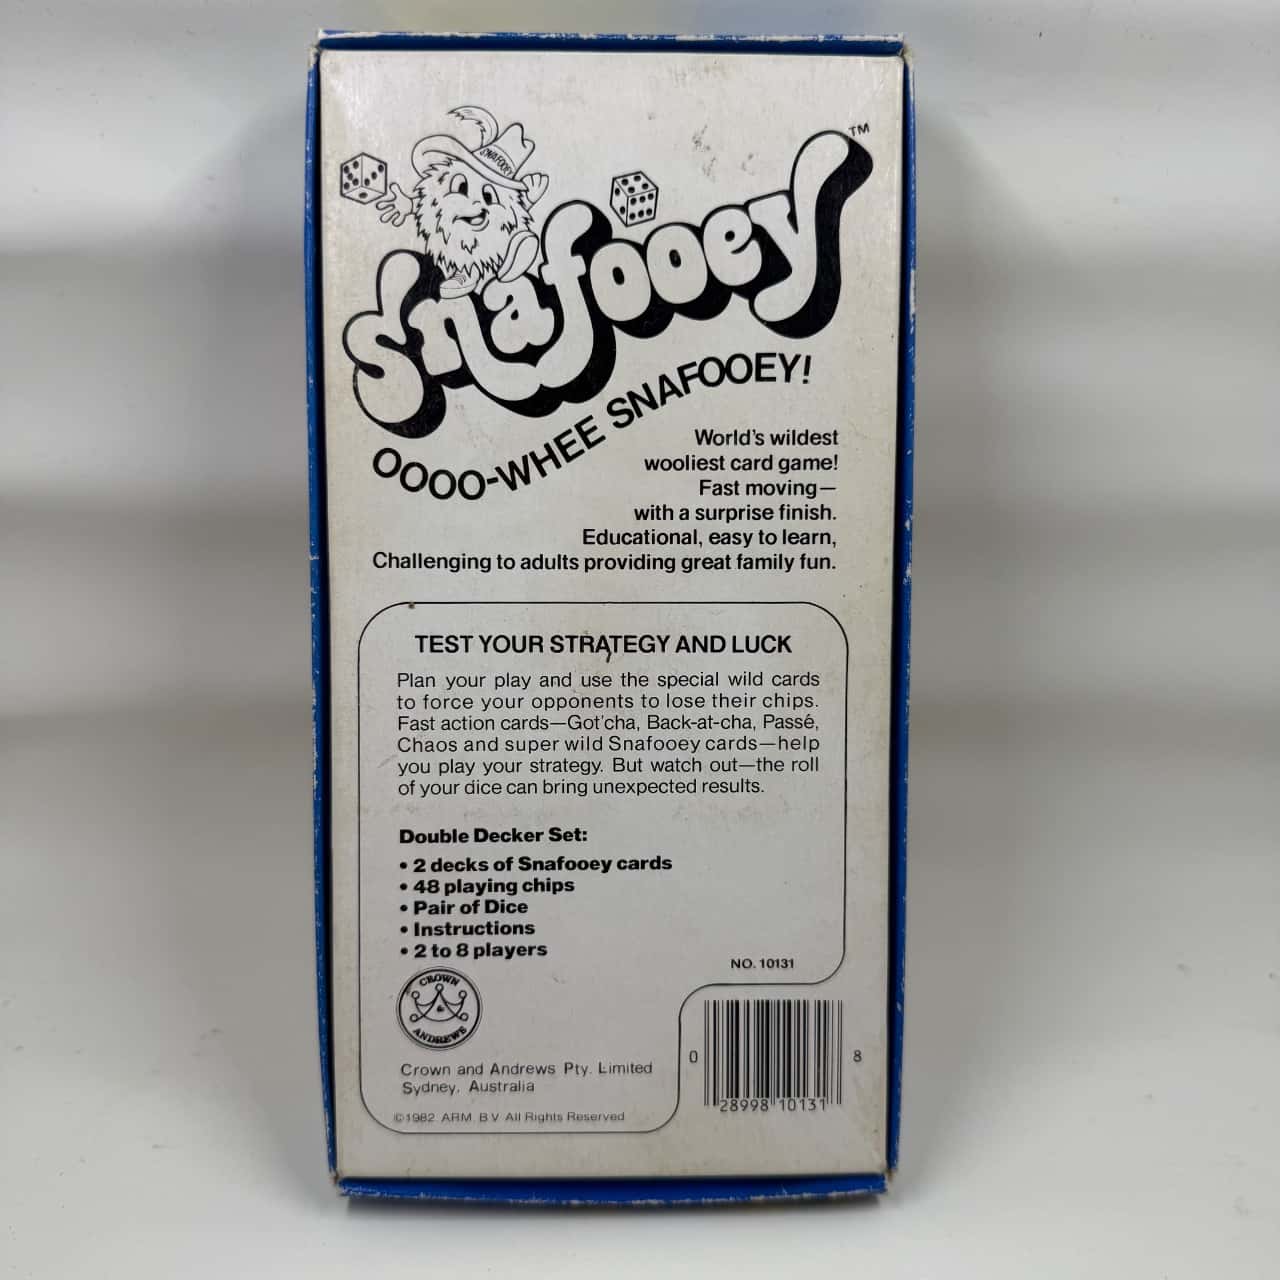 SNAFOOEY
Snafooey™
OOOO-WHEE SNAFOOEY!
World's wildest
wooliest card game!
Fast moving—
with a surprise finish.
Educational, easy to learn,
Challenging to adults providing great family fun.
TEST YOUR STRATEGY AND LUCK
Plan your play and use the special wild cards
to force your opponents to lose their chips.
Fast action cards—Got'cha, Back-at-cha, Passé,
Chaos and super wild Snafooey cards—help
you play your strategy. But watch out—the roll
of your dice can bring unexpected results.
Double Decker Set:
• 2 decks of Snafooey cards
• 48 playing chips
• Pair of Dice
• Instructions
• 2 to 8 players
NO. 10131
CROWN
&
ANDREWS
Crown and Andrews Pty. Limited
Sydney, Australia
©1982 ARM. B.V. All Rights Reserved
0 28998 10131 8